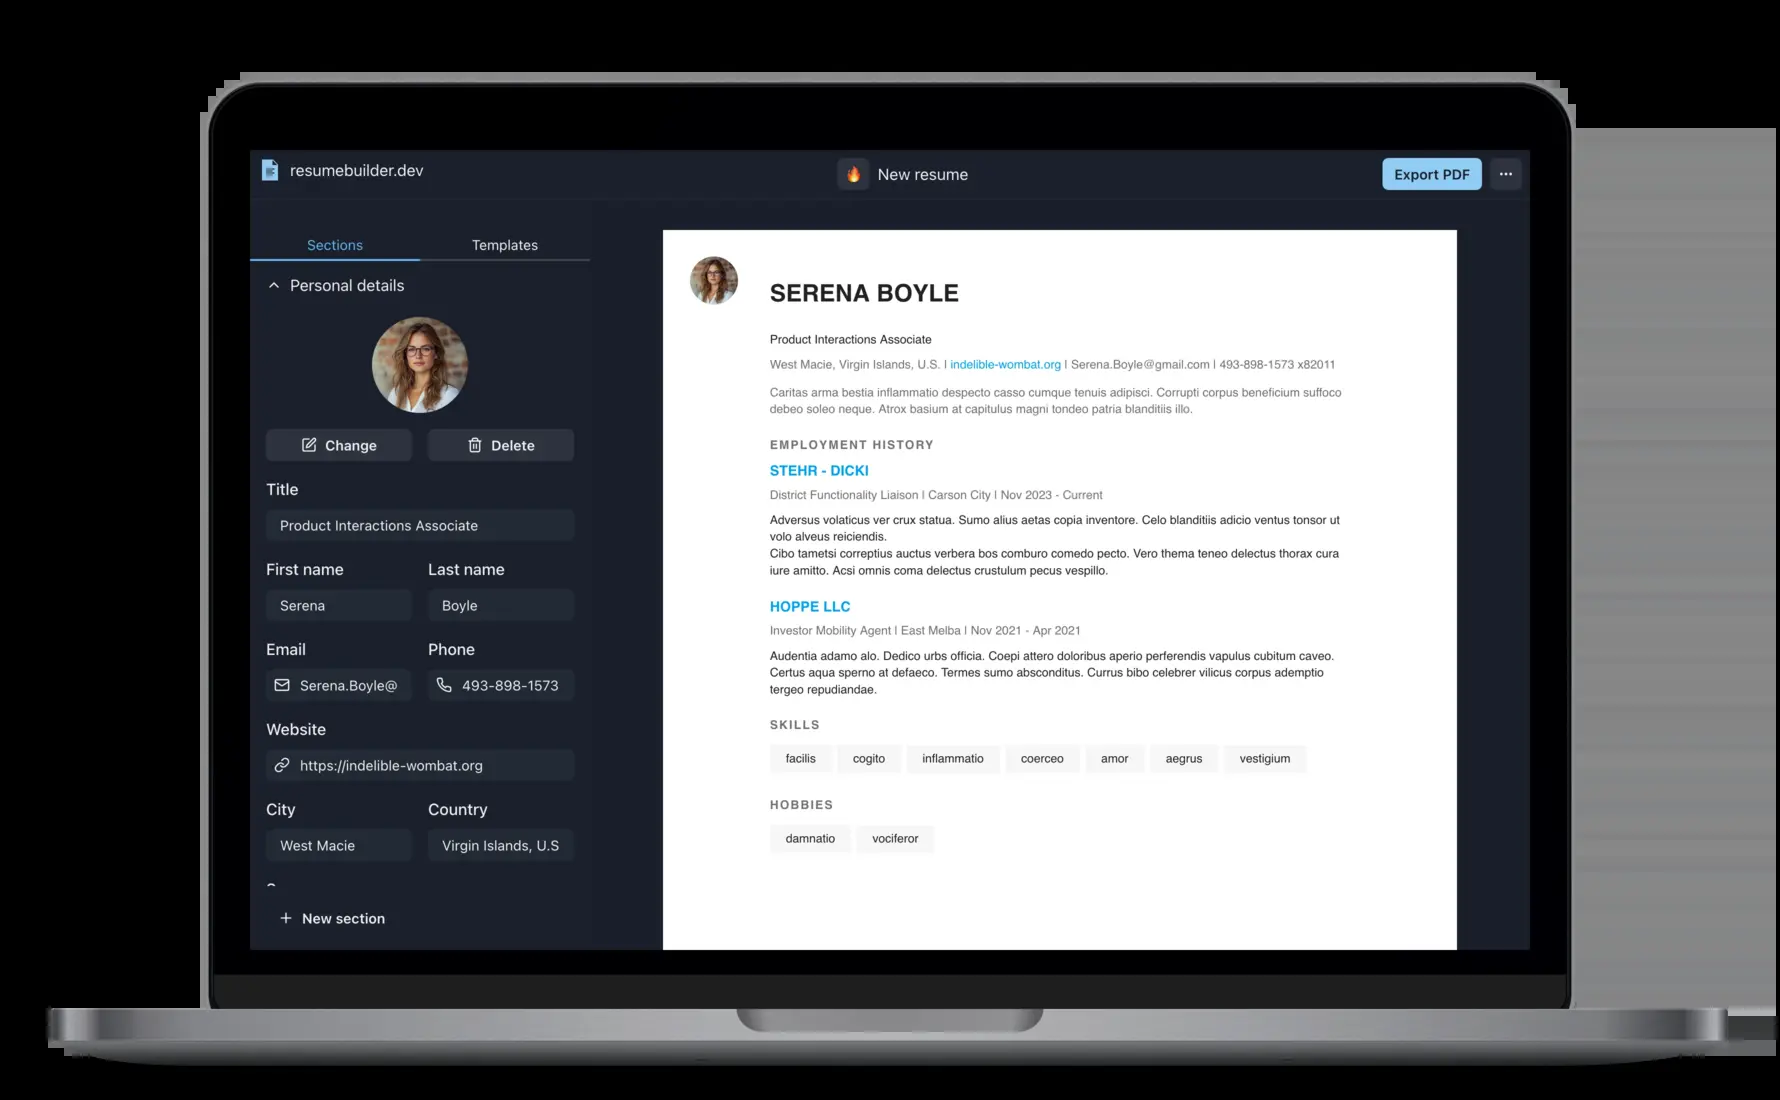 resumebuilder.dev
New resume
Export PDF
Sections
Templates
Personal details
Change
Delete
Title
Product Interactions Associate
First name
Last name
Serena
Boyle
Email
Phone
Serena.Boyle@
493-898-1573
Website
https://indelible-wombat.org
City
Country
West Macie
Virgin Islands, U.S
New section
SERENA BOYLE
Product Interactions Associate
West Macie, Virgin Islands, U.S. | indelible-wombat.org | Serena.Boyle@gmail.com | 493-898-1573 x82011
Caritas arma bestia inflammatio despecto casso cumque tenuis adipisci. Corrupti corpus beneficium suffoco
debeo soleo neque. Atrox basium at capitulus magni tondeo patria blanditiis illo.
EMPLOYMENT HISTORY
STEHR - DICKI
District Functionality Liaison | Carson City | Nov 2023 - Current
Adversus volaticus ver crux statua. Sumo alius aetas copia inventore. Celo blanditiis adicio ventus tonsor ut
volo alveus reiciendis.
Cibo tametsi correptius auctus verbera bos comburo comedo pecto. Vero thema teneo delectus thorax cura
iure amitto. Acsi omnis coma delectus crustulum pecus vespillo.
HOPPE LLC
Investor Mobility Agent | East Melba | Nov 2021 - Apr 2021
Audentia adamo alo. Dedico urbs officia. Coepi attero doloribus aperio perferendis vapulus cubitum caveo.
Certus aqua sperno at defaeco. Termes sumo absconditus. Currus bibo celebrer vilicus corpus ademptio
tergeo repudiandae.
SKILLS
facilis
cogito
inflammatio
coerceo
amor
aegrus
vestigium
HOBBIES
damnatio
vociferor